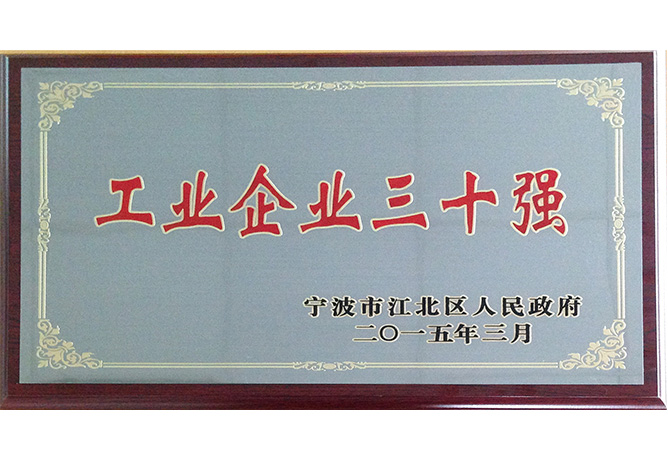 工业企业三十强
宁波市江北区人民政府
二〇一五年三月